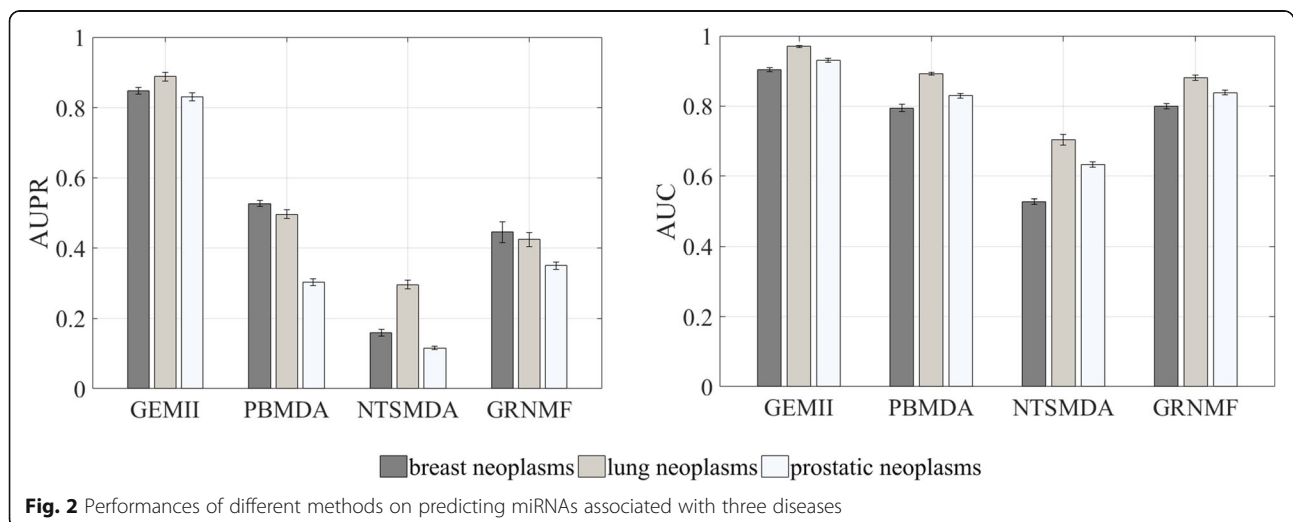 1
0.8
0.6
0.4
0.2
0
AUPR
GEMII PBMDA NTSMDA GRNMF
1
0.8
0.6
0.4
0.2
0
AUC
GEMII PBMDA NTSMDA GRNMF
breast neoplasms lung neoplasms prostatic neoplasms
Fig. 2 Performances of different methods on predicting miRNAs associated with three diseases